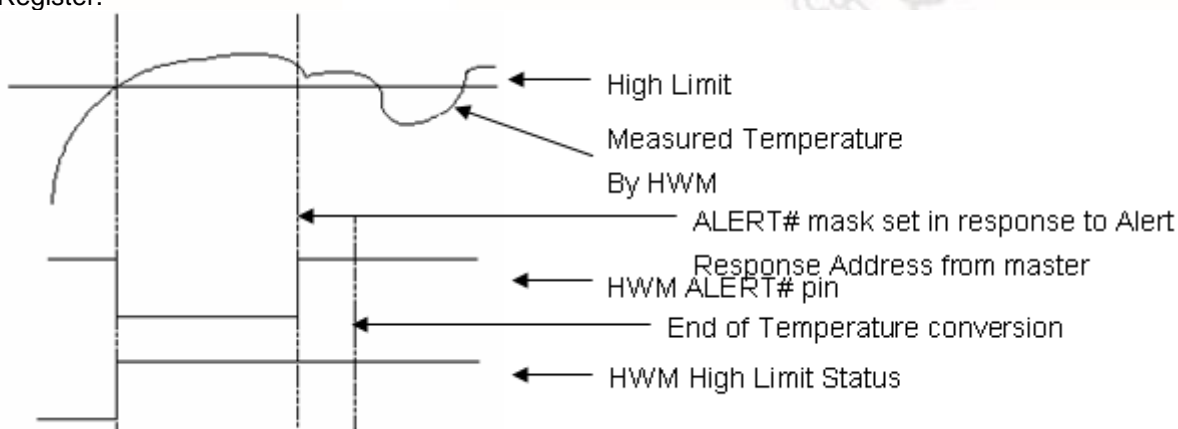 Register.
High Limit
Measured Temperature
By HWM
ALERT# mask set in response to Alert
Response Address from master
HWM ALERT# pin
End of Temperature conversion
HWM High Limit Status